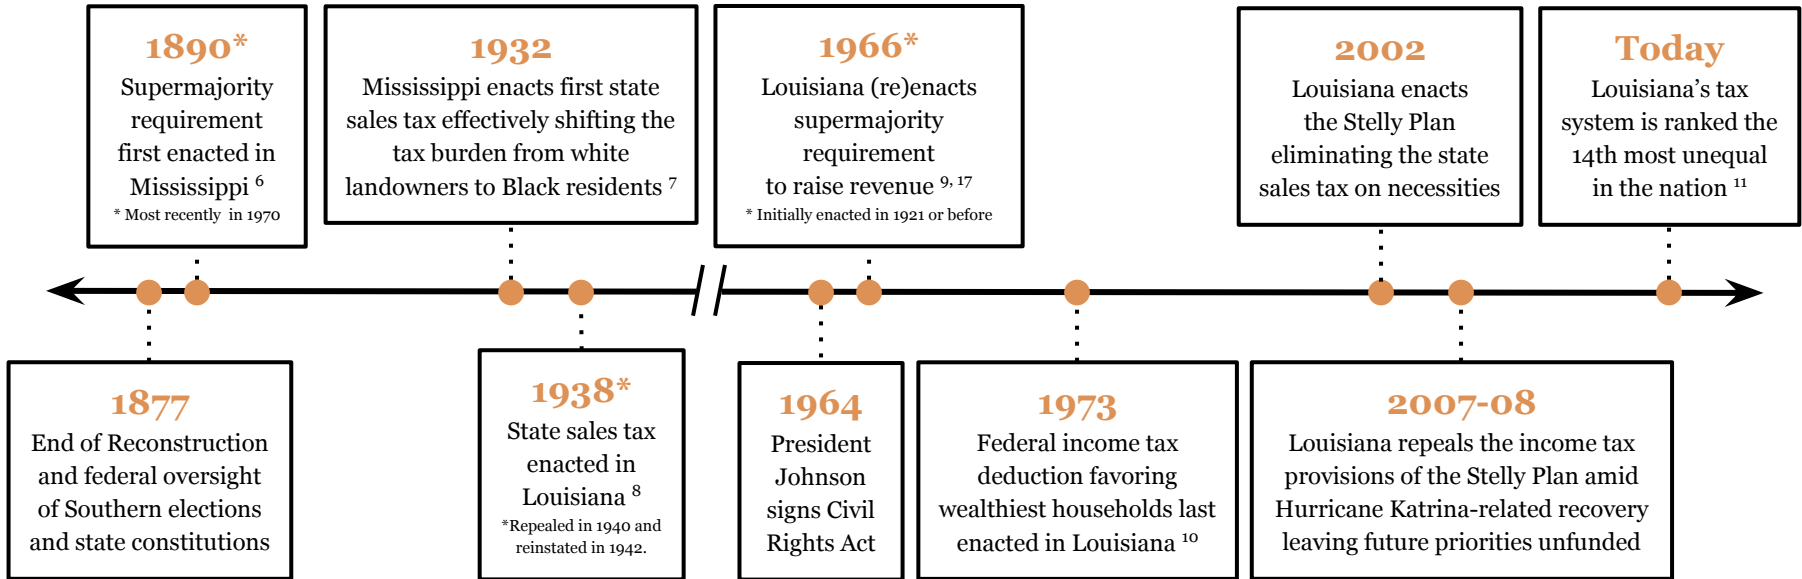 1890*
Supermajority
requirement
first enacted in
Mississippi 6
* Most recently in 1970
1932
Mississippi enacts first state
sales tax effectively shifting the
tax burden from white
landowners to Black residents 7
1966*
Louisiana (re)enacts
supermajority
requirement
to raise revenue 9, 17
* Initially enacted in 1921 or before
2002
Louisiana enacts
the Stelly Plan
eliminating the state
sales tax on necessities
Today
Louisiana's tax
system is ranked the
14th most unequal
in the nation 11
1877
End of Reconstruction
and federal oversight
of Southern elections
and state constitutions
1938*
State sales tax
enacted in
Louisiana 8
*Repealed in 1940 and
reinstated in 1942.
1964
President
Johnson
signs Civil
Rights Act
1973
Federal income tax
deduction favoring
wealthiest households last
enacted in Louisiana 10
2007-08
Louisiana repeals the income tax
provisions of the Stelly Plan amid
Hurricane Katrina-related recovery
leaving future priorities unfunded